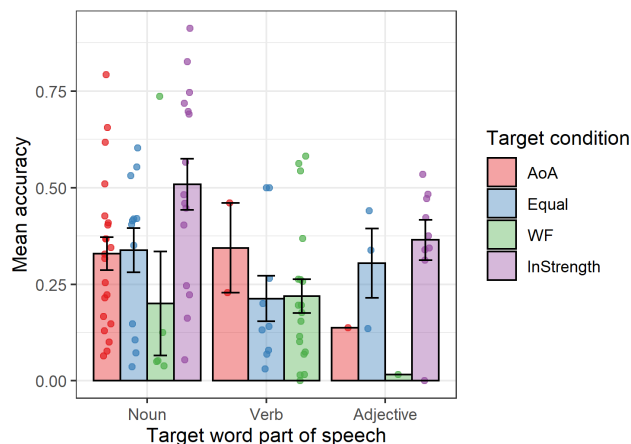 Mean accuracy
0.75
0.50
0.25
0.00
Noun
Verb
Adjective
Target word part of speech
Target condition
AoA
Equal
WF
InStrength